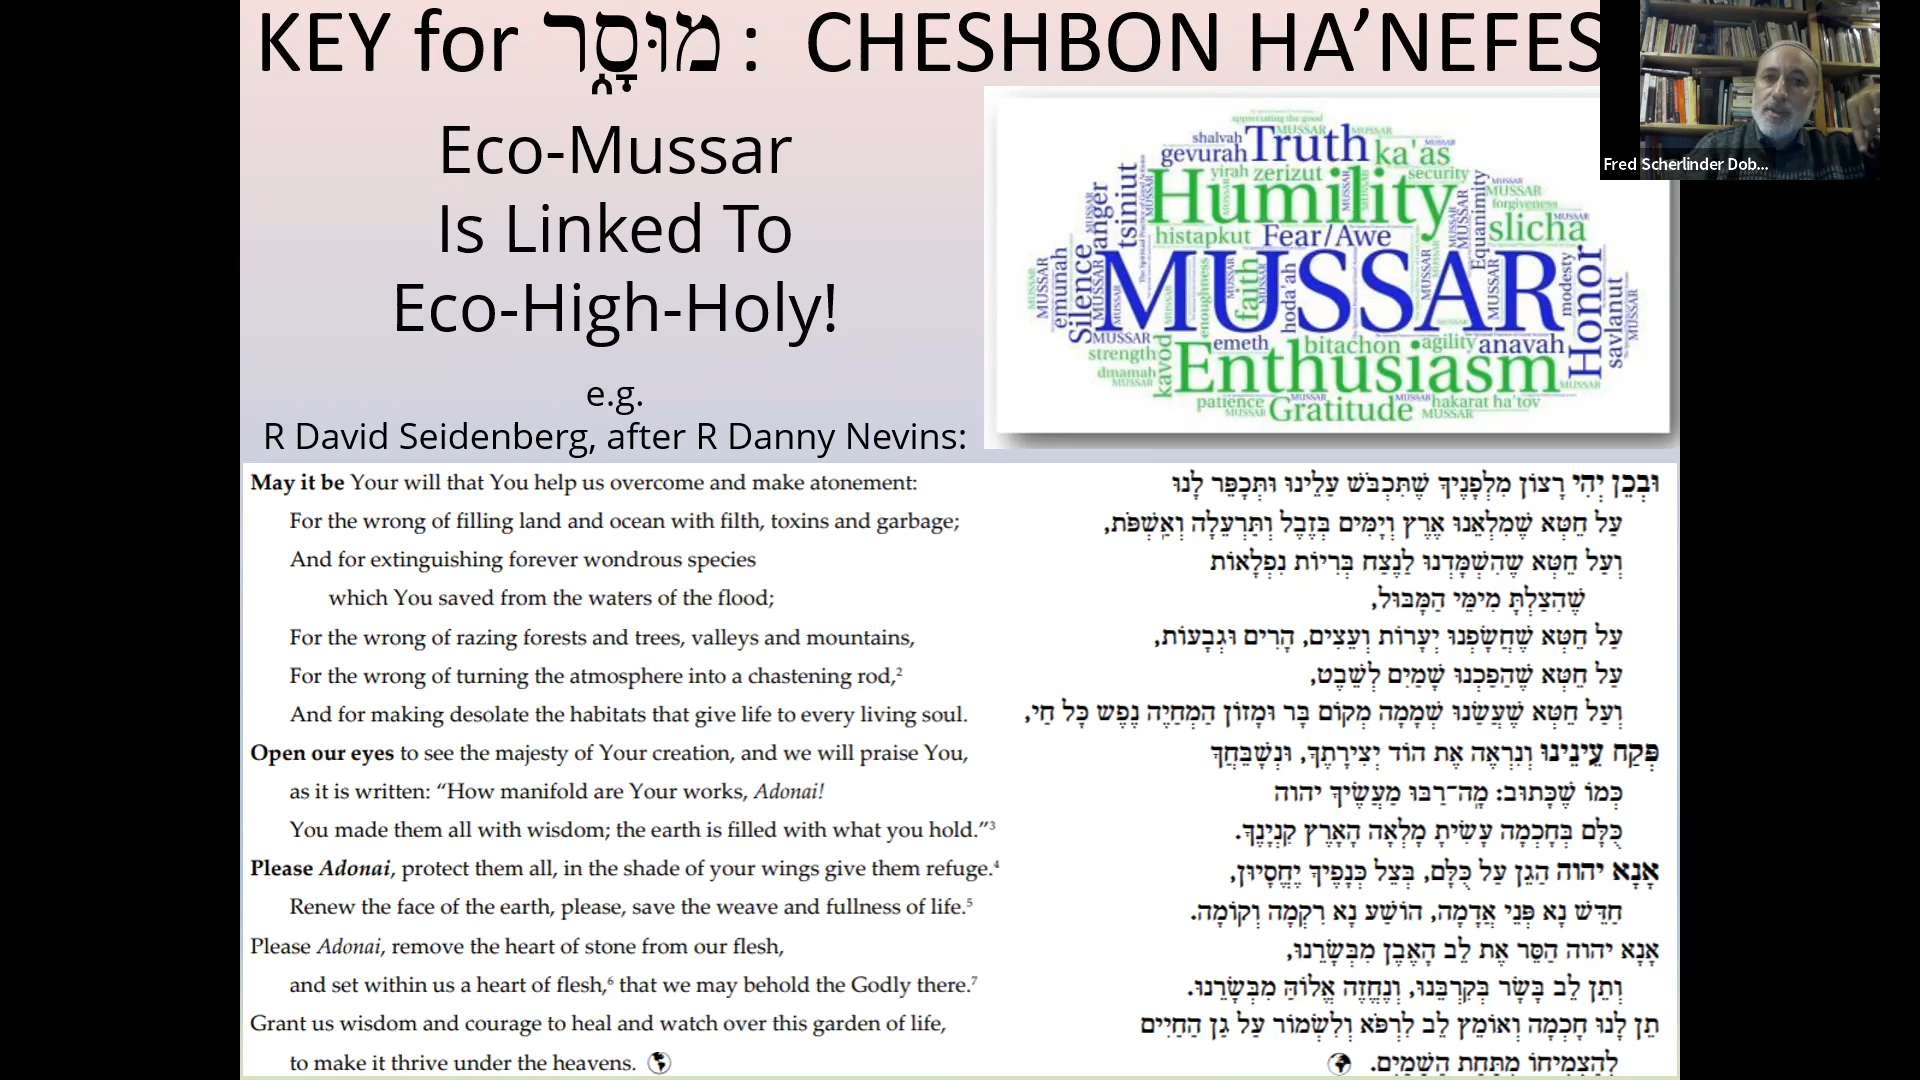 KEY for מוּסָ֑ר : CHESHBON HA’NEFES
Eco-Mussar
Is Linked To
Eco-High-Holy!
e.g.
R David Seidenberg, after R Danny Nevins:
appreciating the good
shalvah
Truth
gevurah
ka'as
yirah
zerizut
security
Humility
MUSSAR
forgiveness
slicha
anger
tsiniut
histapkut
Fear/Awe
Equanimity
emunah
Silence
MUSSAR
enoughness
faith
hoda'ah
modesty
Honor
savlanut
MUSSAR
emeth
bitachon
agility
anavah
strength
dmamah
kavod
Enthusiasm
patience
Gratitude
hakarat ha'tov
MUSSAR
Fred Scherlinder Dob...
May it be Your will that You help us overcome and make atonement:
For the wrong of filling land and ocean with filth, toxins and garbage;
And for extinguishing forever wondrous species
which You saved from the waters of the flood;
For the wrong of razing forests and trees, valleys and mountains,
For the wrong of turning the atmosphere into a chastening rod,²
And for making desolate the habitats that give life to every living soul.
Open our eyes to see the majesty of Your creation, and we will praise You,
as it is written: “How manifold are Your works, Adonai!
You made them all with wisdom; the earth is filled with what you hold.”³
Please Adonai, protect them all, in the shade of your wings give them refuge.⁴
Renew the face of the earth, please, save the weave and fullness of life.⁵
Please Adonai, remove the heart of stone from our flesh,
and set within us a heart of flesh,⁶ that we may behold the Godly there.⁷
Grant us wisdom and courage to heal and watch over this garden of life,
to make it thrive under the heavens.
וּבְכֵן יְהִי רָצוֹן מִלְּפָנֶיךָ שֶׁתִּכְבֹּשׁ עַלֵינוּ וּתְּכַפֵּר לָנוּ
עַל חֵטְא שֶׁמִלְאֵנוּ אֶרֶץ וְיַמִּים בְּזֶבֶל וְתַּרְעֵלָה וְאַשְׁפֹּת,
וְעַל חֵטְא שֶׁהִשְׁמַּדְנוּ לַנֶצַח בְּרִיּוֹת נִפְלָאוֹת
שֶׁהִצַלְתָּ מִימֵי הַמַּבּוּל,
עַל חֵטְא שֶׁחֲשַׂפְנוּ יְעָרוֹת וְעֵצִים, הָרִים וּגְבָעוֹת,
עַל חֵטְא שֶׁהַפַכְנוּ שָׁמַיִם לְשֵׁבֶט,
וְעַל חֵטְא שֶׁעָשִׂנוּ שְׁמָמָה מְקוֹם בָּר וּמָזוֹן הַמְחַיֶה נֶפֶשׁ כָּל חַי,
פְּקַח עֵינֵינוּ וְנִרְאֶה אֶת הוֹד יְצִירָתֶךָ, וּנְשַׁבֵּחֲךָ
כְּמוֹ שֶׁכָּתוּב: מָה־רַבּוּ מַעֲשֶׂיךָ יהוה
כֻּלָּם בְּחָכְמָה עָשִׂיתָ מָלְאָה הָאָרֶץ קִנְיָנֶךָ.
אָנָא יהוה הַגֵן עַל כֻּלָּם, בְּצֵל כְּנָפֶיךָ יֶחֱסָיוּן,
חַדֵּשׁ נָא פְּנֵי אֲדָמָה, הוֹשַׁע נָא רִקְמָה וְקוֹמָה.
אָנָא יהוה הַסֵּר אֶת לֵב הָאֶבֶן מִבְּשָׂרֵנוּ,
וְתֵן לֵב בָּשָׂר בְּקִרְבֵּנוּ, וְנֶחֱזֶה אֱלוֹהַּ מִבְּשָׂרֵנוּ.
תֵן לָנוּ חָכְמָה וְאוֹמֶץ לֵב לִרְפֹּא וְלִשְׁמוֹר עַל גַן הַחַיִּים
לְהַצְמִיחוֹ מִתַּחַת הַשָׁמַיִם.